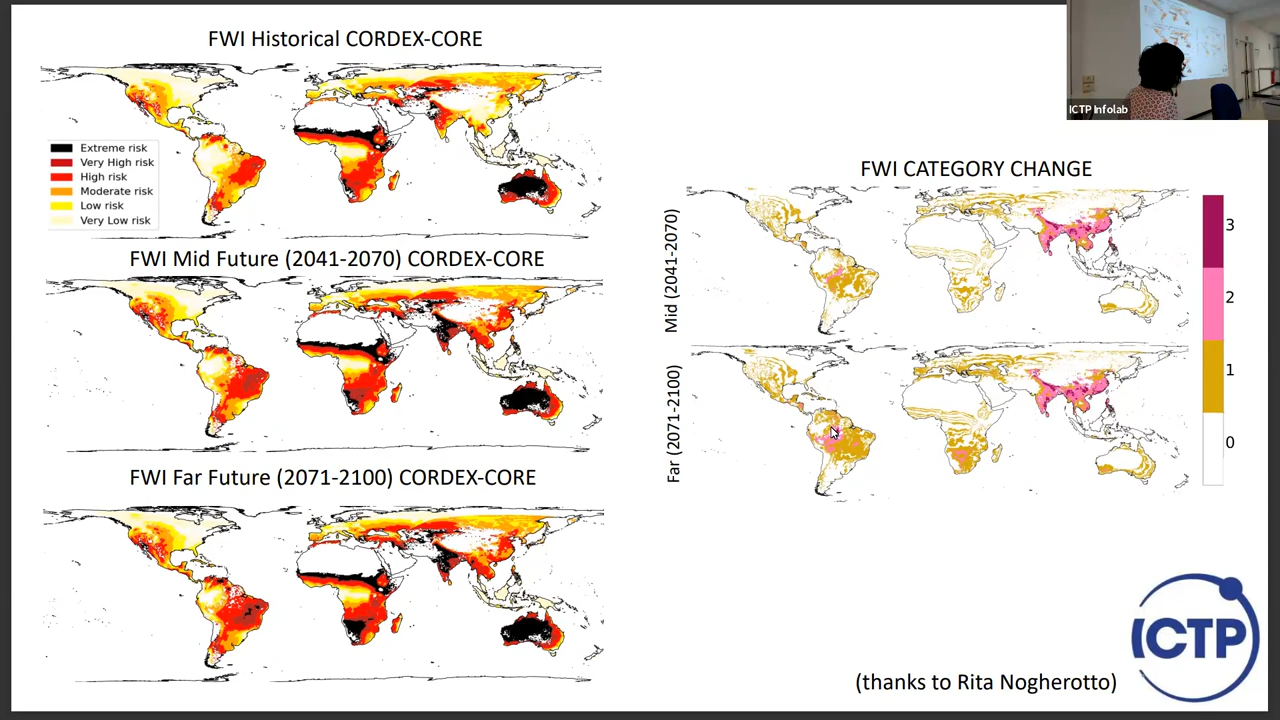 FWI Historical CORDEX-CORE
Extreme risk
Very High risk
High risk
Moderate risk
Low risk
Very Low risk
FWI Mid Future (2041-2070) CORDEX-CORE
FWI Far Future (2071-2100) CORDEX-CORE
ICTP Infolab
FWI CATEGORY CHANGE
Mid (2041-2070)
Far (2071-2100)
3
2
1
0
ICTP
(thanks to Rita Nogherotto)